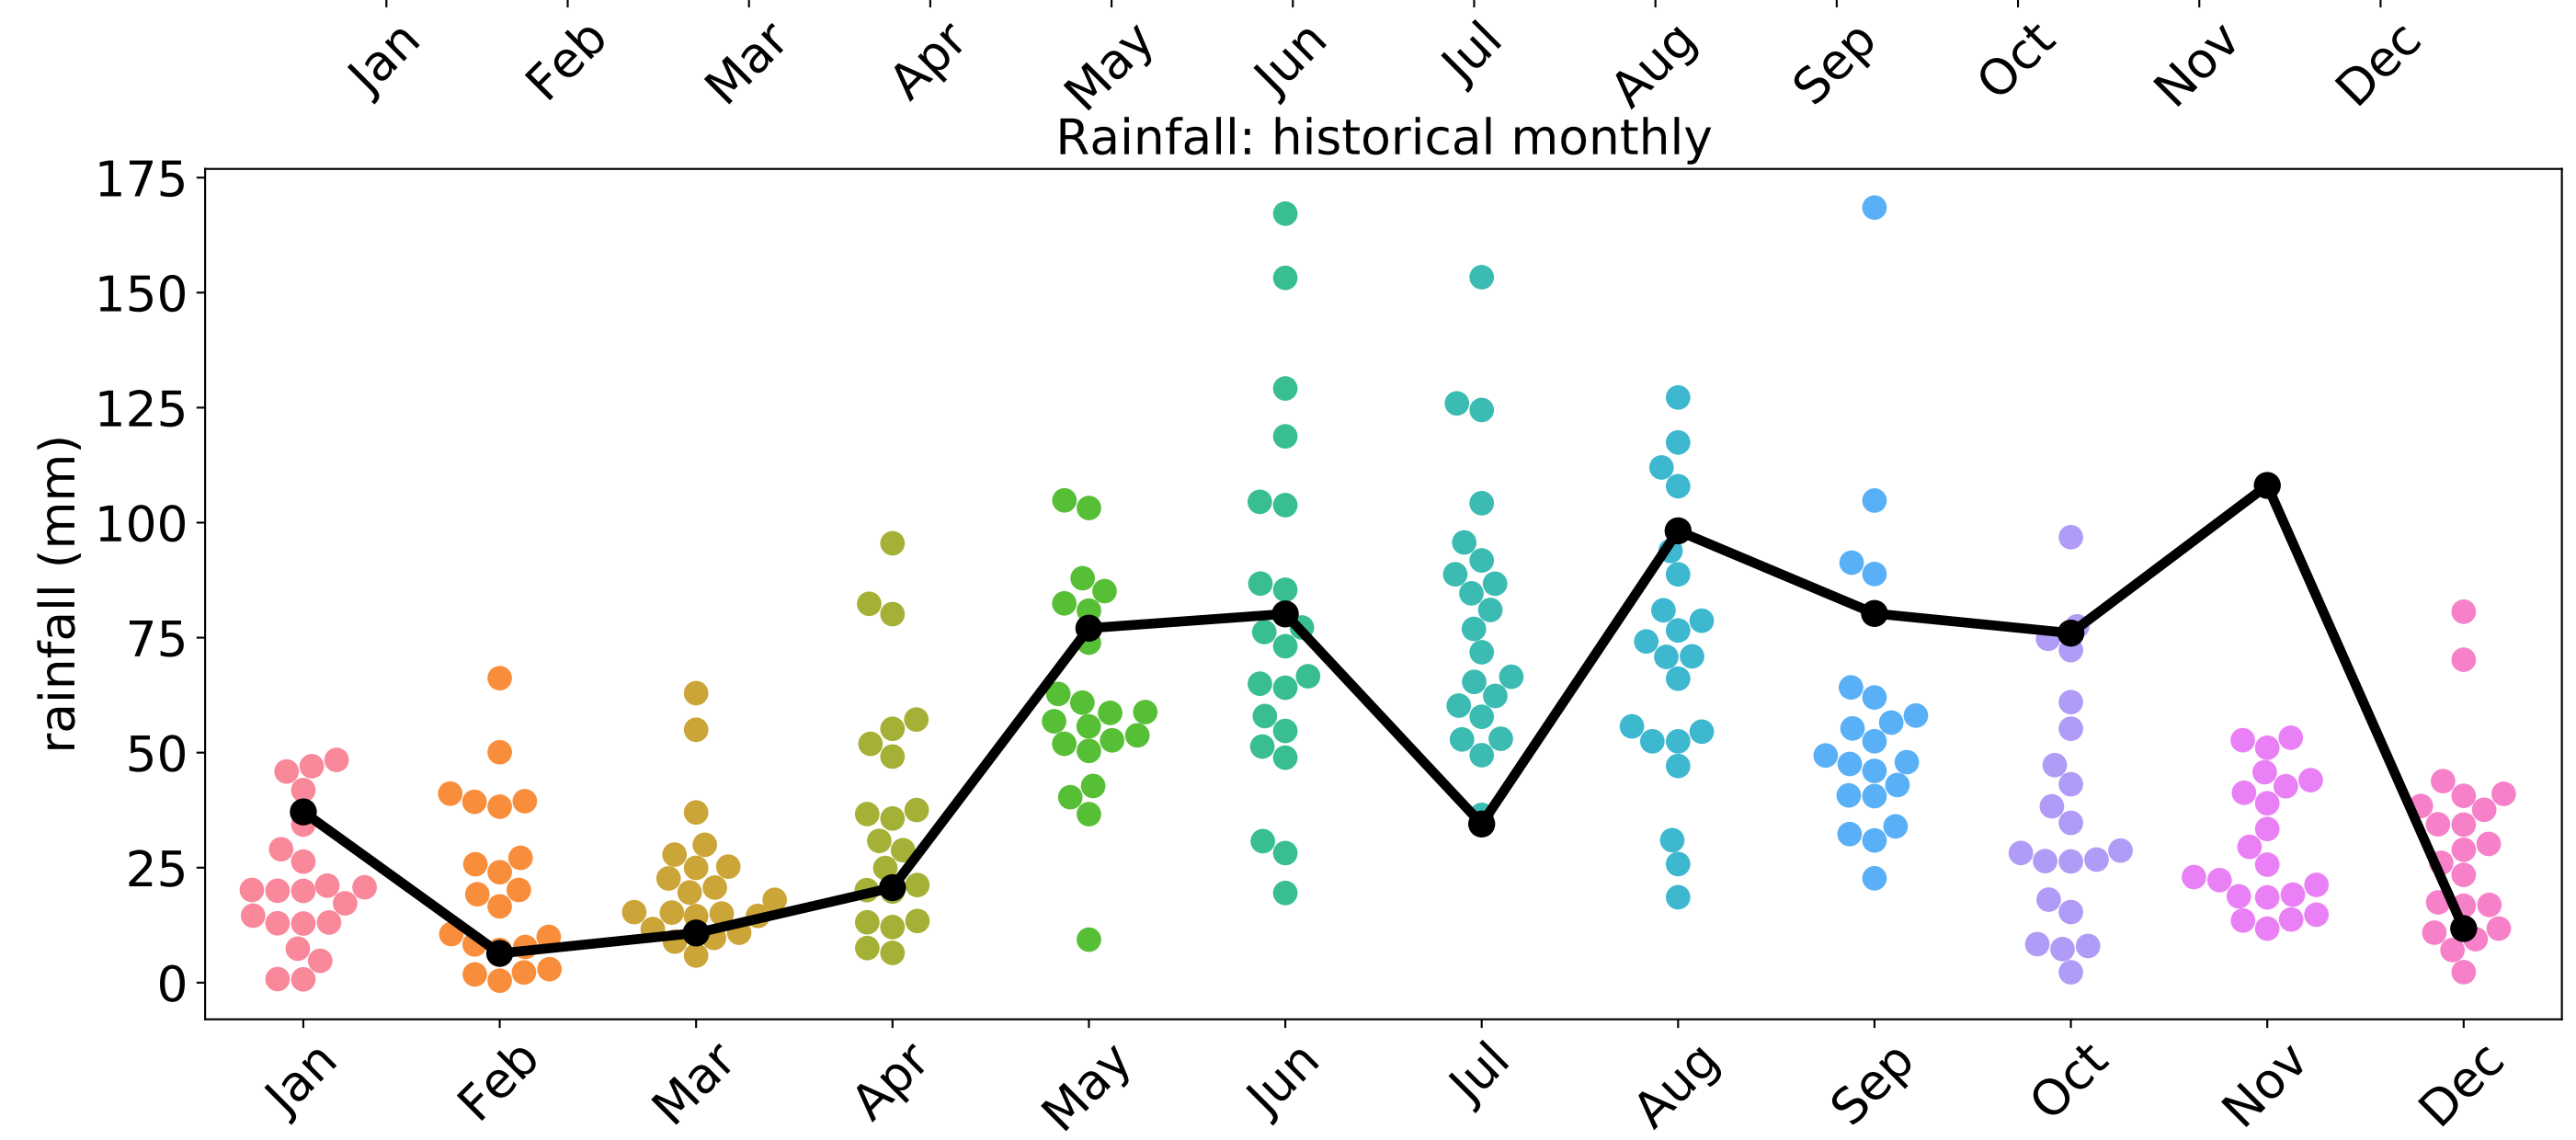 Jan Feb Mar Apr May Jun Jul Aug Sep Oct Nov Dec
Rainfall: historical monthly
175
150
125
100
75
50
25
0
rainfall (mm)
Jan Feb Mar Apr May Jun Jul Aug Sep Oct Nov Dec